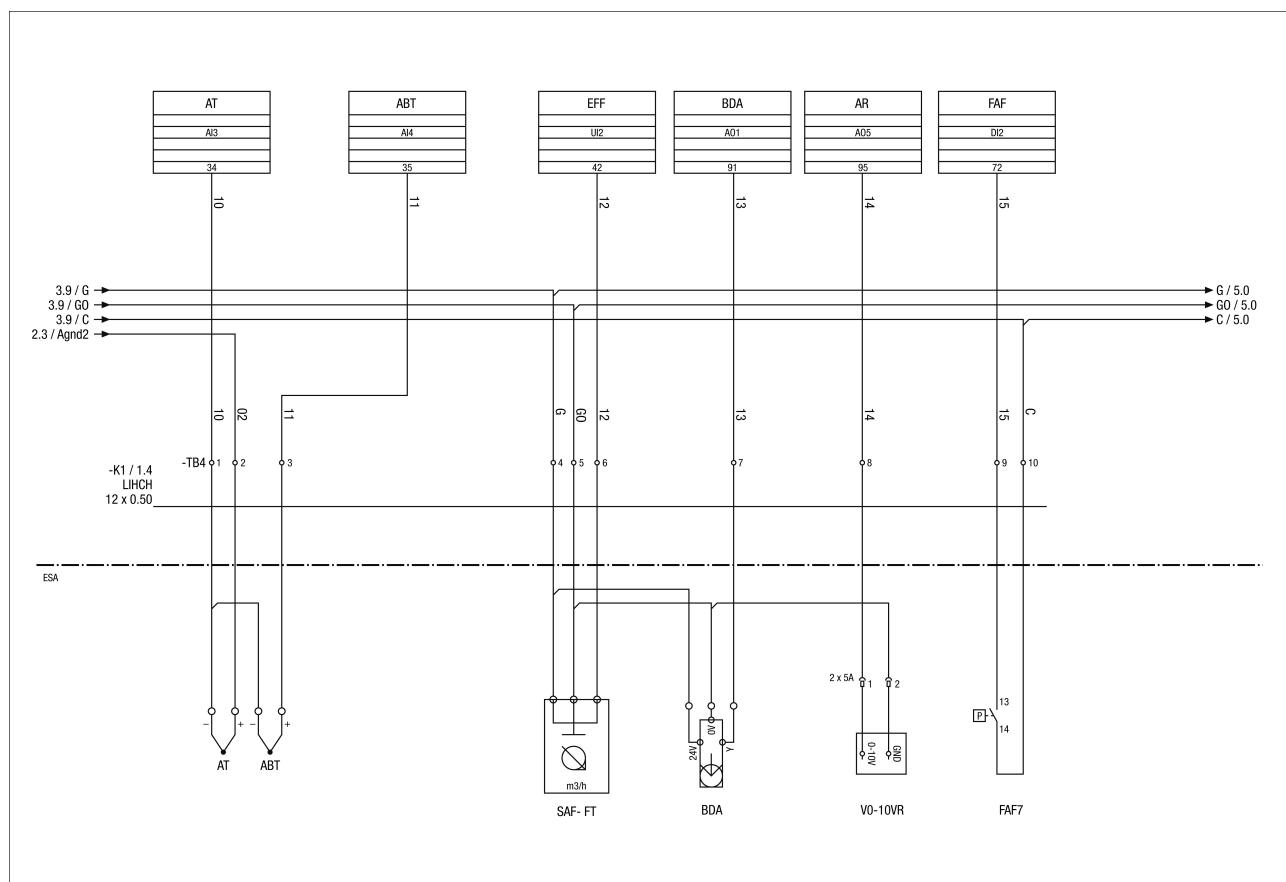 AT ABT EFF BDA AR FAF
AI3 AI4 UI2 AO1 AO5 DI2
34 35 42 91 95 72
10 11 12 13 14 15
3.9 / G G / 5.0
3.9 / GO GO / 5.0
3.9 / C C / 5.0
2.3 / Agnd2
10 02 11 G GO 12 13 14 15 C
-TB4 1 2 3 4 5 6 7 8 9 10
-K1 / 1.4
LIHCH
12 x 0.50
ESA
2 x 5A 1 2
13
P
14
- + - + 24V 0V Y 0-10V GND
AT ABT
m3/h
SAF- FT BDA V0-10VR FAF7